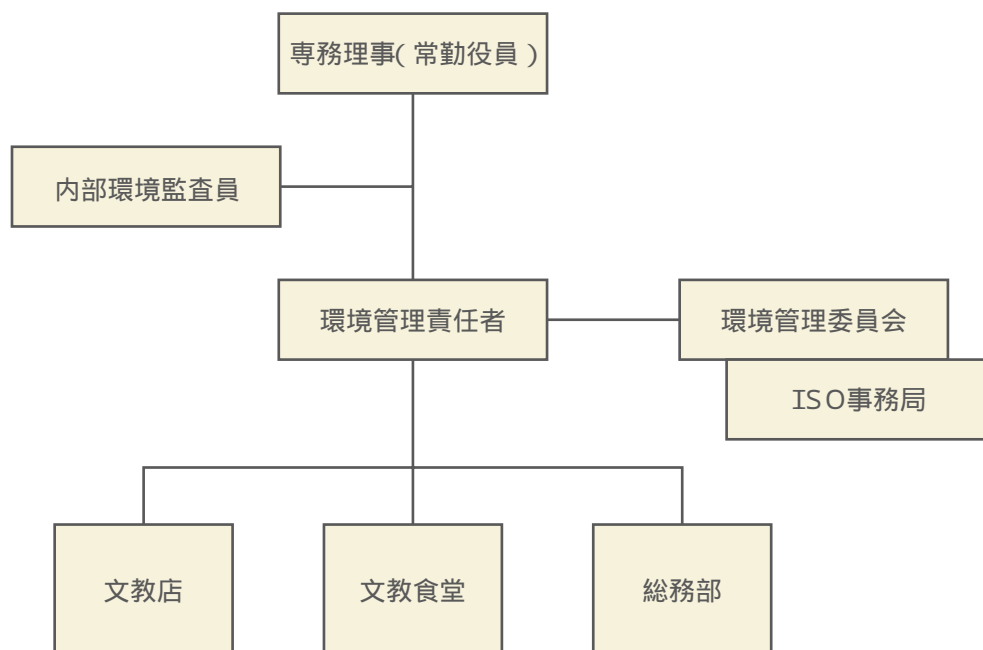 専務理事(常勤役員)
内部環境監査員
環境管理責任者
環境管理委員会
ISO事務局
文教店
文教食堂
総務部